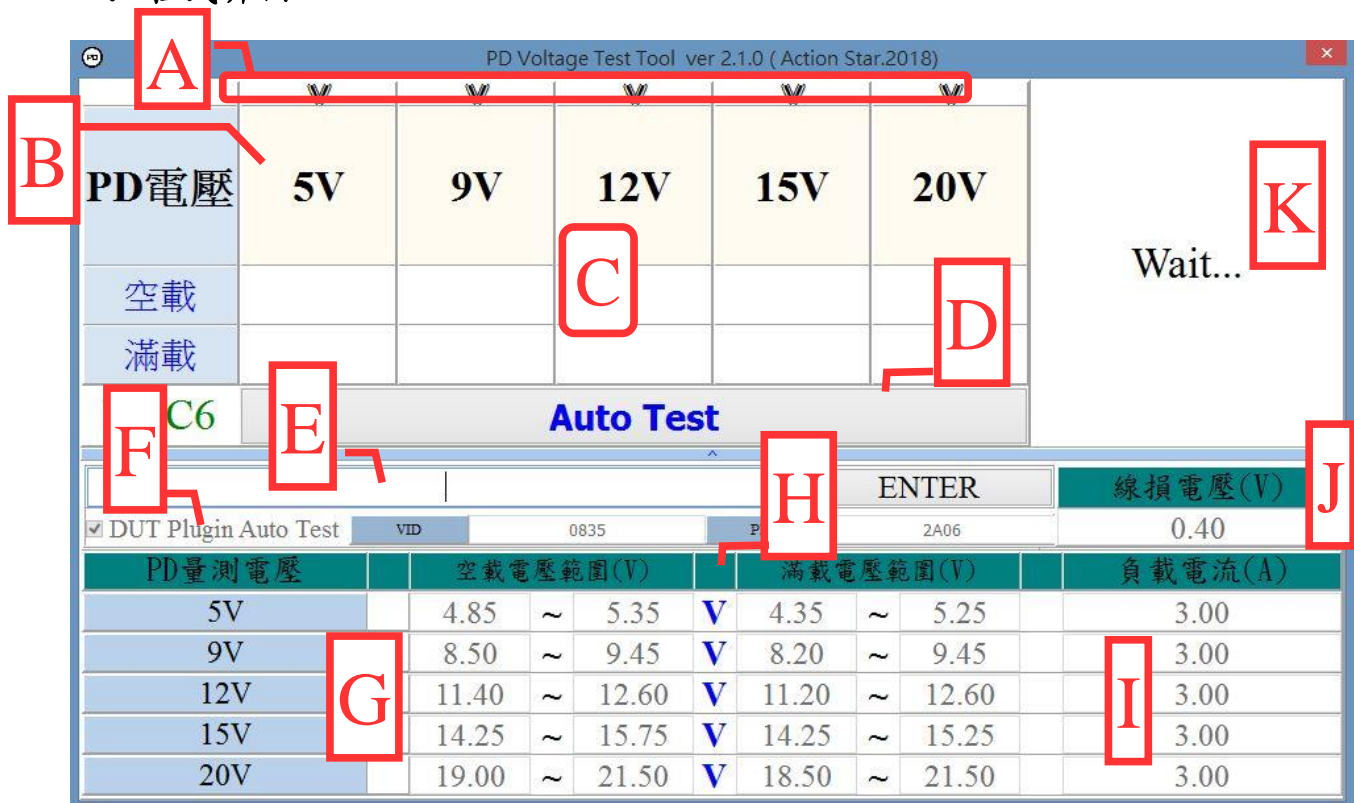 PD Voltage Test Tool ver 2.1.0 ( Action Star.2018)
A
B
PD電壓 5V 9V 12V 15V 20V
K
Wait...
C
空載
D
滿載
C6 Auto Test
E
F
ENTER 線損電壓(V)
H
J
DUT Plugin Auto Test VID 0835 2A06 0.40
PD量測電壓 空載電壓範圍(V) 滿載電壓範圍(V) 負載電流(A)
5V 4.85 ~ 5.35 V 4.35 ~ 5.25 3.00
9V 8.50 ~ 9.45 V 8.20 ~ 9.45 3.00
G
I
12V 11.40 ~ 12.60 V 11.20 ~ 12.60 3.00
15V 14.25 ~ 15.75 V 14.25 ~ 15.25 3.00
20V 19.00 ~ 21.50 V 18.50 ~ 21.50 3.00